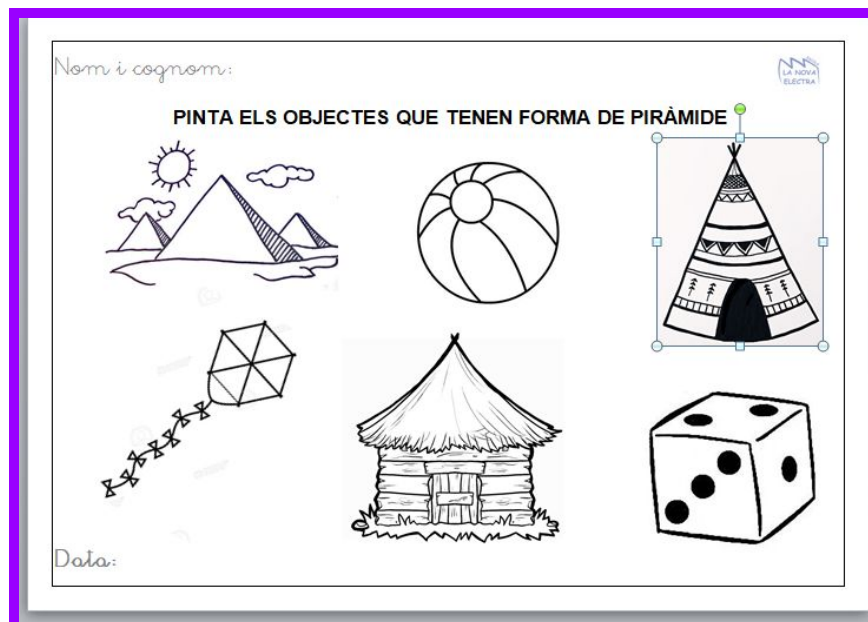 Nom i cognom:
LA NOVA
ELECTRA
PINTA ELS OBJECTES QUE TENEN FORMA DE PIRÀMIDE
Data: